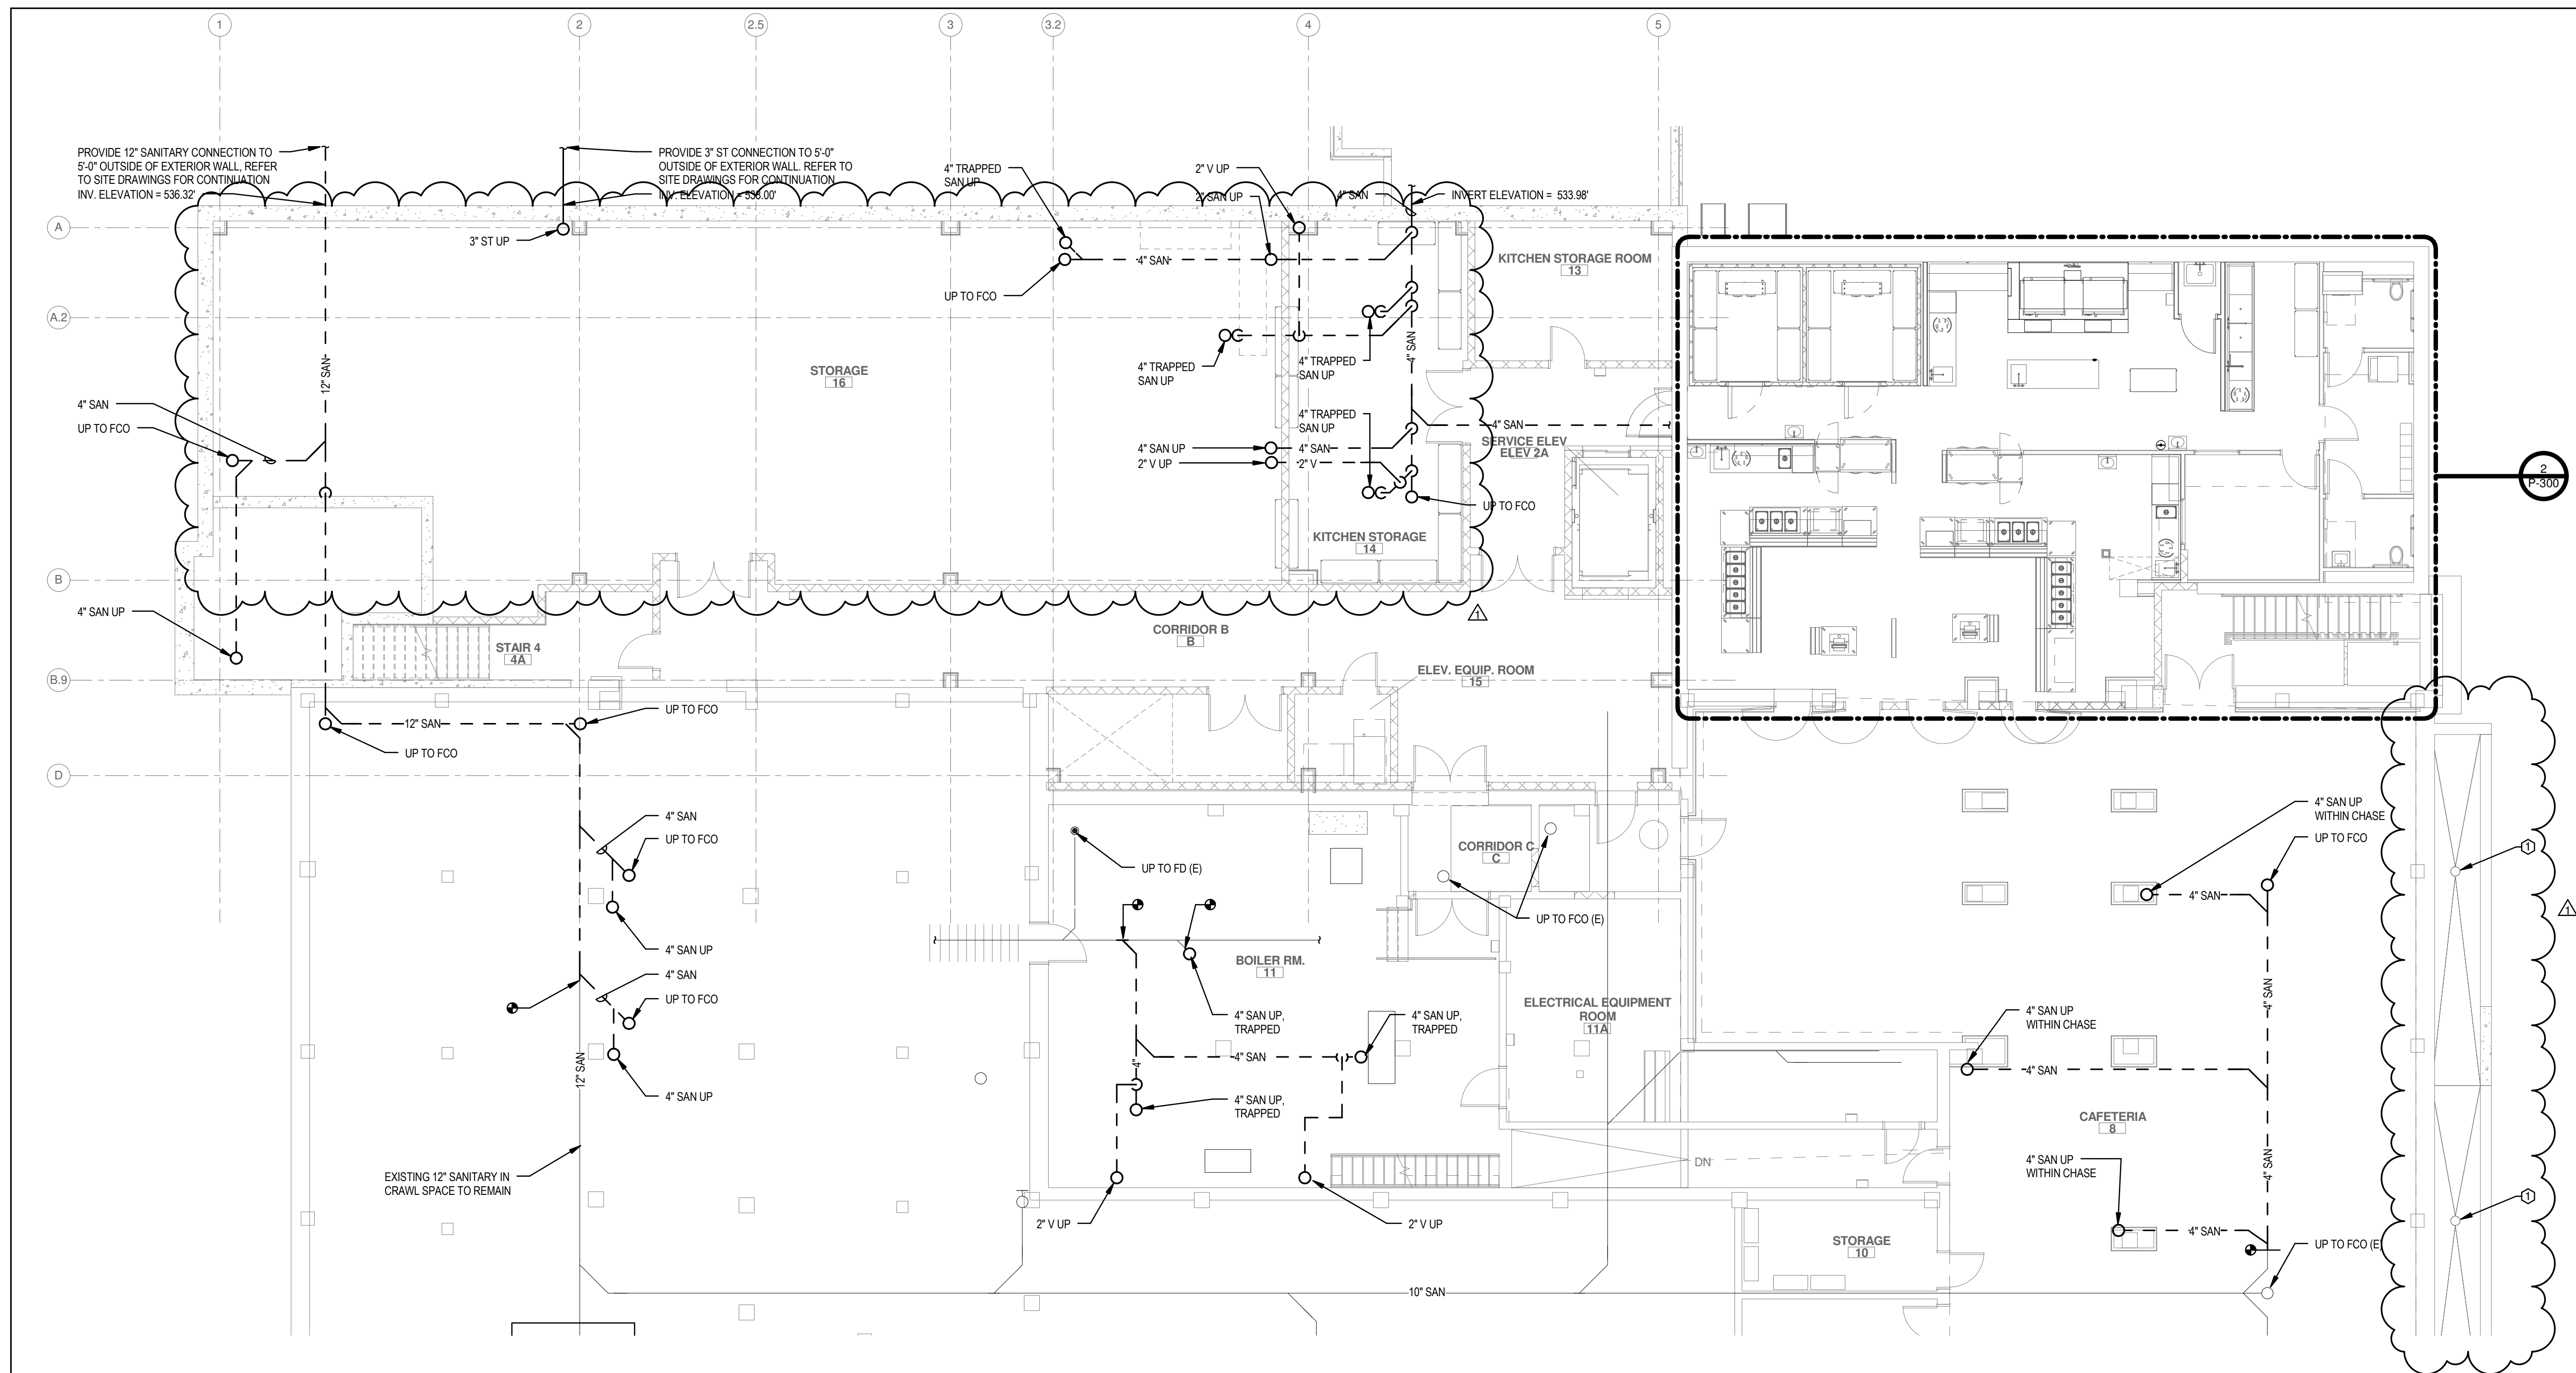 1
2
2.5
3
3.2
4
5
PROVIDE 12" SANITARY CONNECTION TO
5'-0" OUTSIDE OF EXTERIOR WALL, REFER
TO SITE DRAWINGS FOR CONTINUATION
INV. ELEVATION = 536.32'
PROVIDE 3" ST CONNECTION TO 5'-0"
OUTSIDE OF EXTERIOR WALL. REFER TO
SITE DRAWINGS FOR CONTINUATION
INV. ELEVATION = 538.00'
4" TRAPPED
SAN UP
2" V UP
2" SAN UP
4" SAN
INVERT ELEVATION = 533.98'
A
3" ST UP
4" SAN
UP TO FCO
KITCHEN STORAGE ROOM
13
A.2
12" SAN
STORAGE
16
4" TRAPPED
SAN UP
4" TRAPPED
SAN UP
4" SAN
4" SAN
UP TO FCO
4" TRAPPED
SAN UP
4" SAN
4" SAN UP
4" SAN
2" V UP
2" V
SERVICE ELEV
ELEV 2A
2
P-300
UP TO FCO
KITCHEN STORAGE
14
B
4" SAN UP
1
STAIR 4
4A
CORRIDOR B
B
B.9
ELEV. EQUIP. ROOM
15
UP TO FCO
12" SAN
UP TO FCO
D
4" SAN
UP TO FCO
4" SAN UP
WITHIN CHASE
UP TO FCO
1
UP TO FD (E)
CORRIDOR C
C
4" SAN
1
UP TO FCO (E)
4" SAN UP
BOILER RM.
11
4" SAN
UP TO FCO
4" SAN
ELECTRICAL EQUIPMENT
ROOM
11A
4" SAN UP,
TRAPPED
4" SAN UP,
TRAPPED
4" SAN UP
WITHIN CHASE
12" SAN
4"
4" SAN
4" SAN
4" SAN UP
4" SAN UP,
TRAPPED
CAFETERIA
8
EXISTING 12" SANITARY IN
CRAWL SPACE TO REMAIN
DN
4" SAN UP
WITHIN CHASE
4" SAN
1
2" V UP
2" V UP
4" SAN
STORAGE
10
UP TO FCO (E)
10" SAN